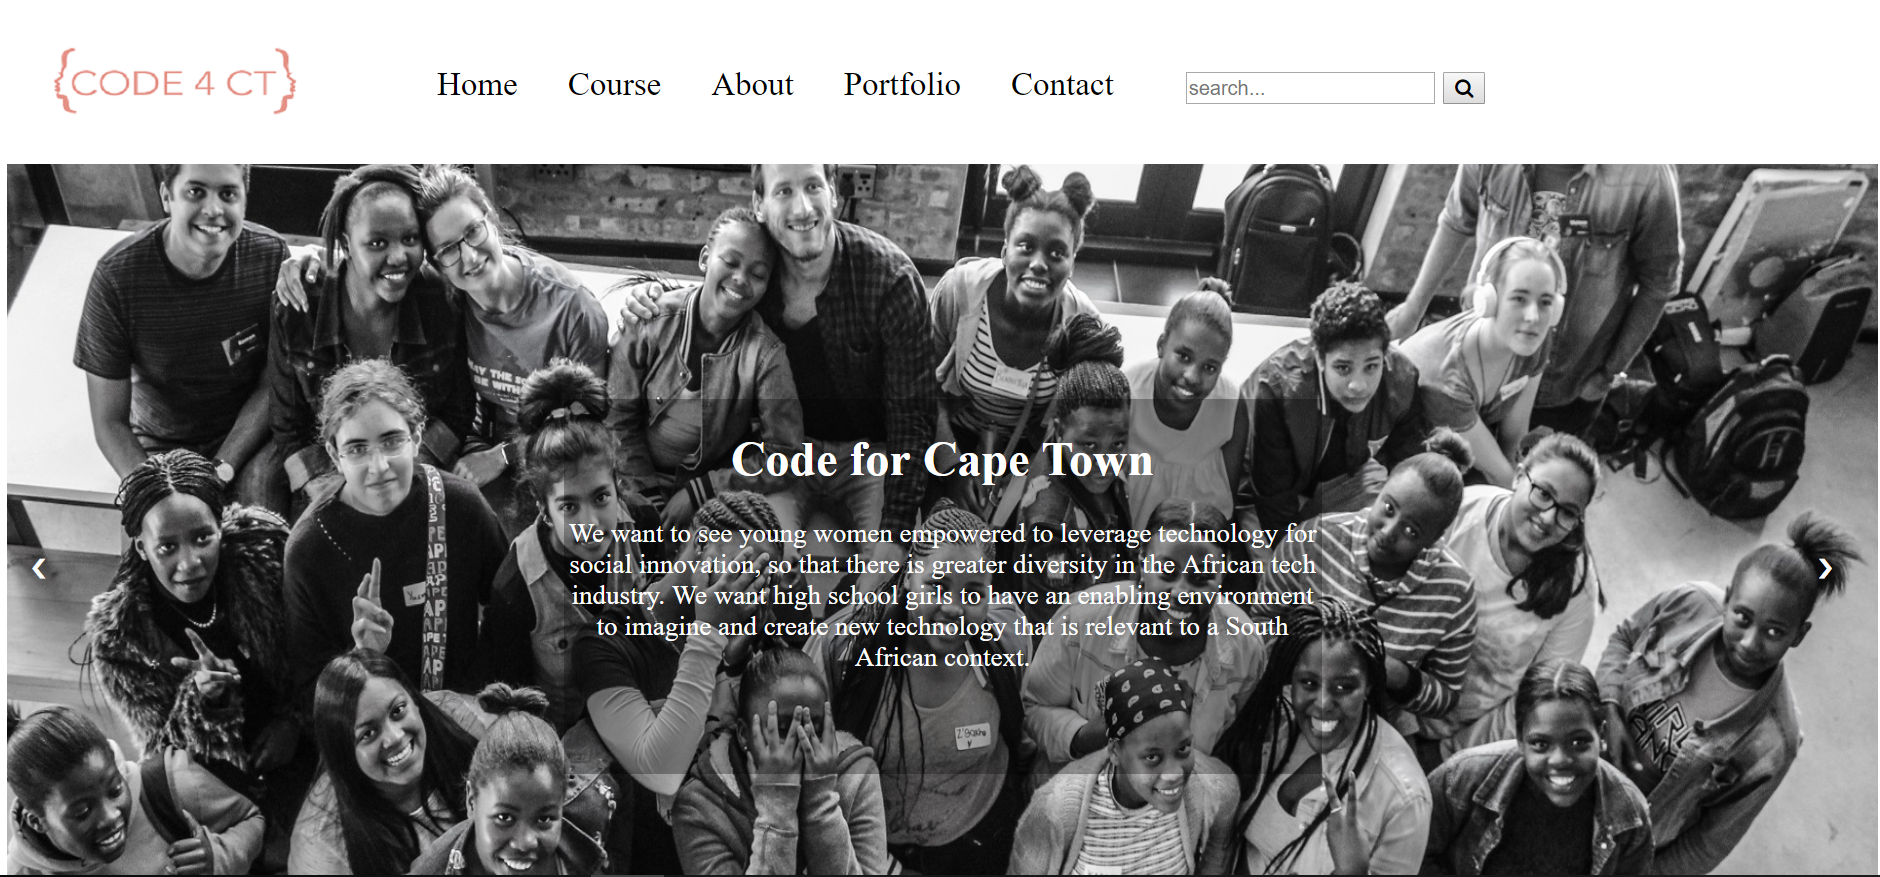 {CODE 4 CT}
Home Course About Portfolio Contact
search...
Code for Cape Town
We want to see young women empowered to leverage technology for
social innovation, so that there is greater diversity in the African tech
industry. We want high school girls to have an enabling environment
to imagine and create new technology that is relevant to a South
African context.